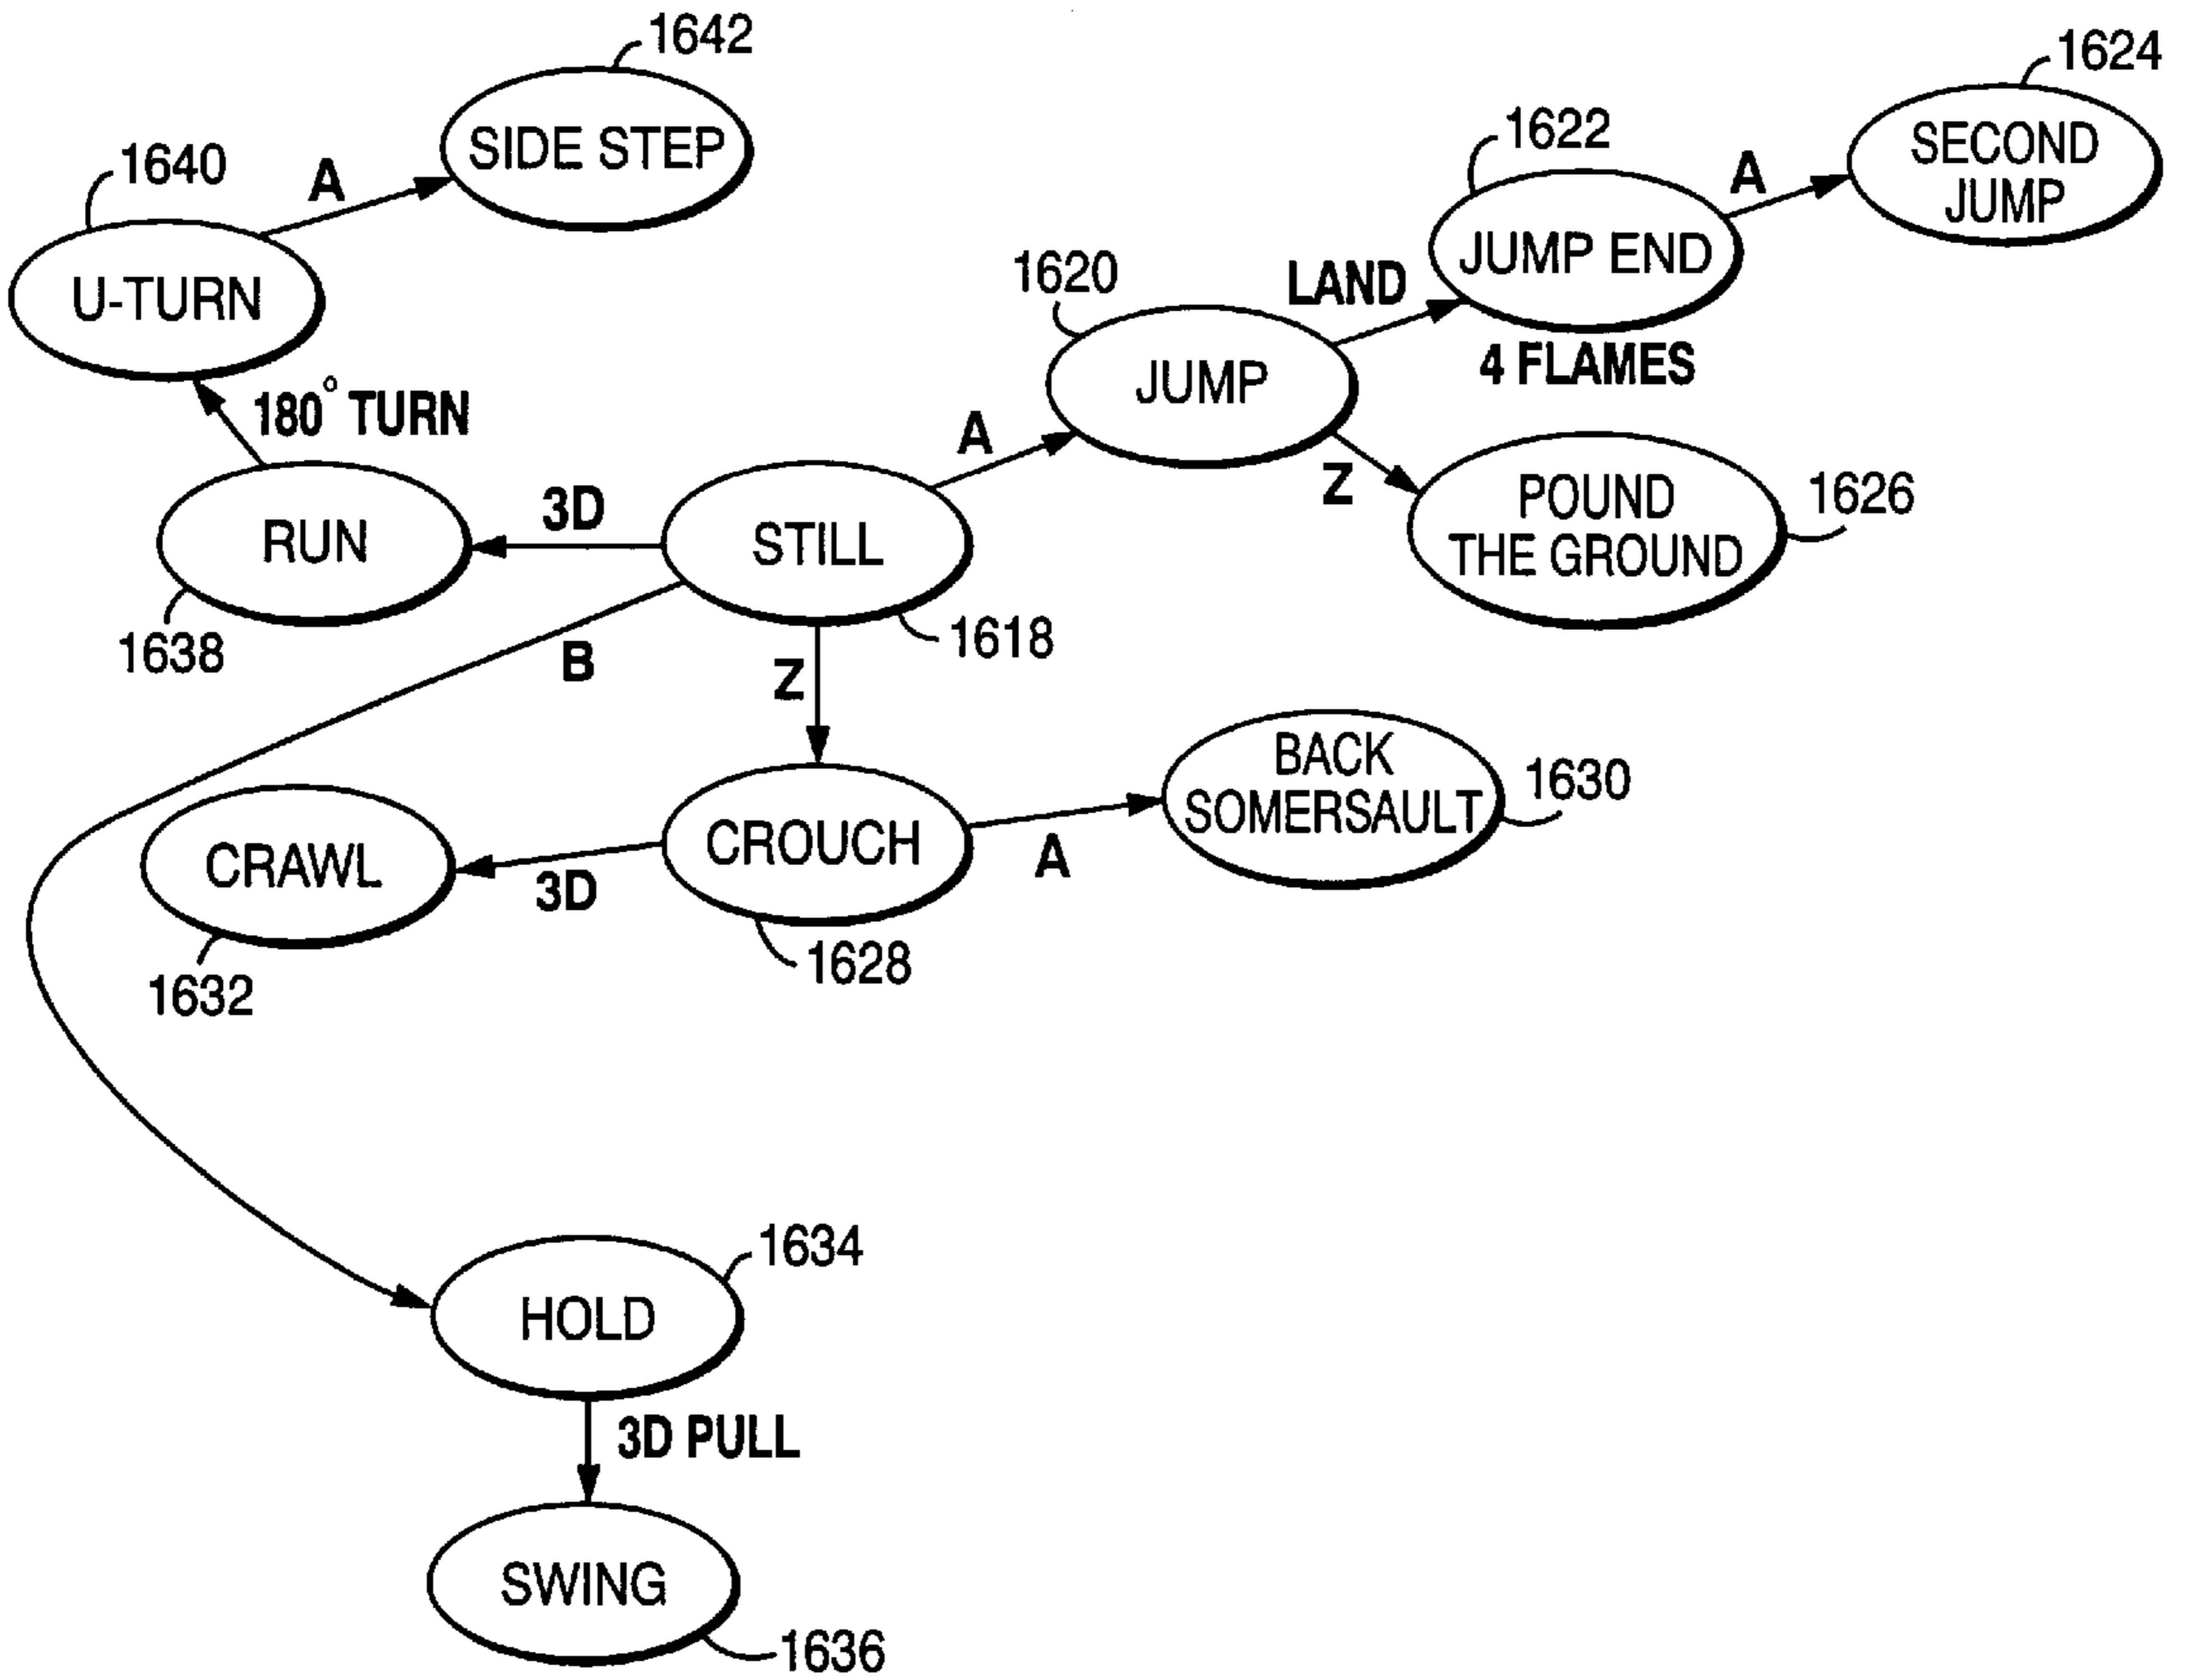 1642
SIDE STEP
1624
SECOND
JUMP
1640
A
U-TURN
1622
A
JUMP END
1620
LAND
4 FLAMES
JUMP
180° TURN
A
Z
POUND
THE GROUND
1626
RUN
3D
STILL
1638
B
Z
1618
BACK
SOMERSAULT
1630
CRAWL
3D
CROUCH
A
1632
1628
HOLD
1634
3D PULL
SWING
1636